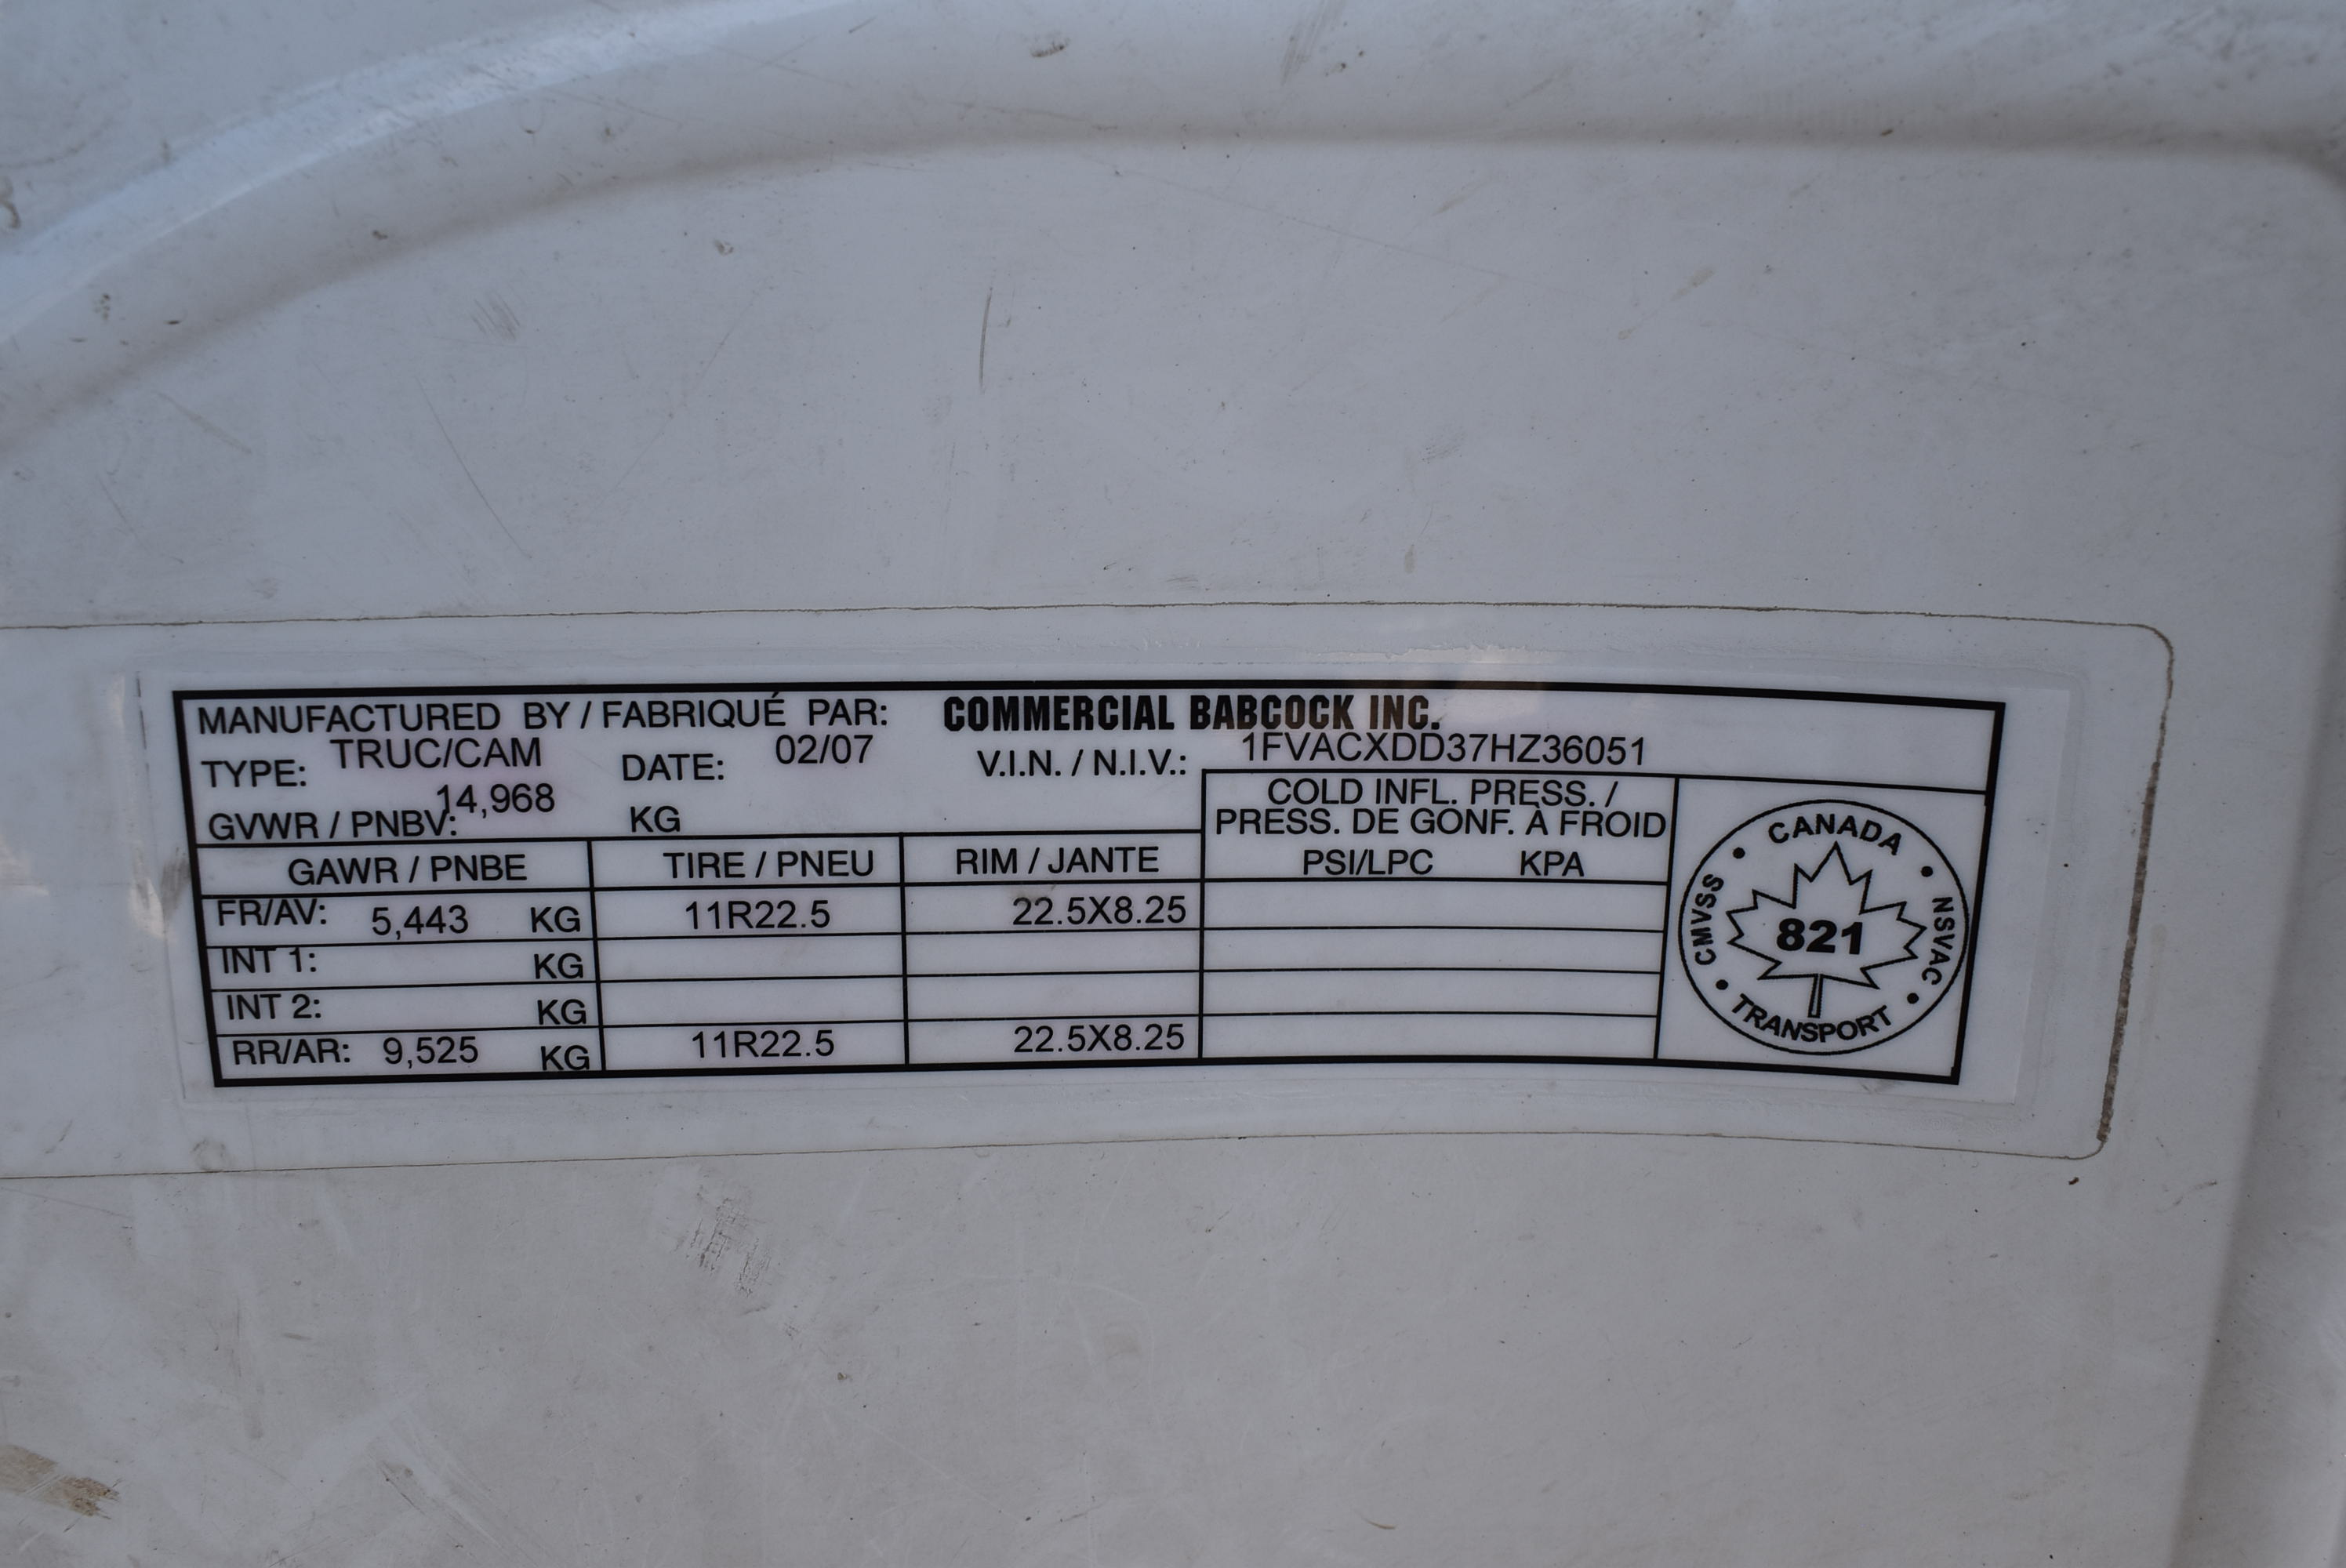 MANUFACTURED BY / FABRIQUÉ PAR: COMMERCIAL BABCOCK INC.
TYPE: TRUC/CAM DATE: 02/07 V.I.N. / N.I.V.: 1FVACXDD37HZ36051
GVWR / PNBV: 14,968 KG
COLD INFL. PRESS. /
PRESS. DE GONF. À FROID
GAWR / PNBE TIRE / PNEU RIM / JANTE PSI/LPC KPA
FR/AV: 5,443 KG 11R22.5 22.5X8.25
INT 1: KG
INT 2: KG
RR/AR: 9,525 KG 11R22.5 22.5X8.25
CANADA
CMVSS
821
NSVAC
TRANSPORT